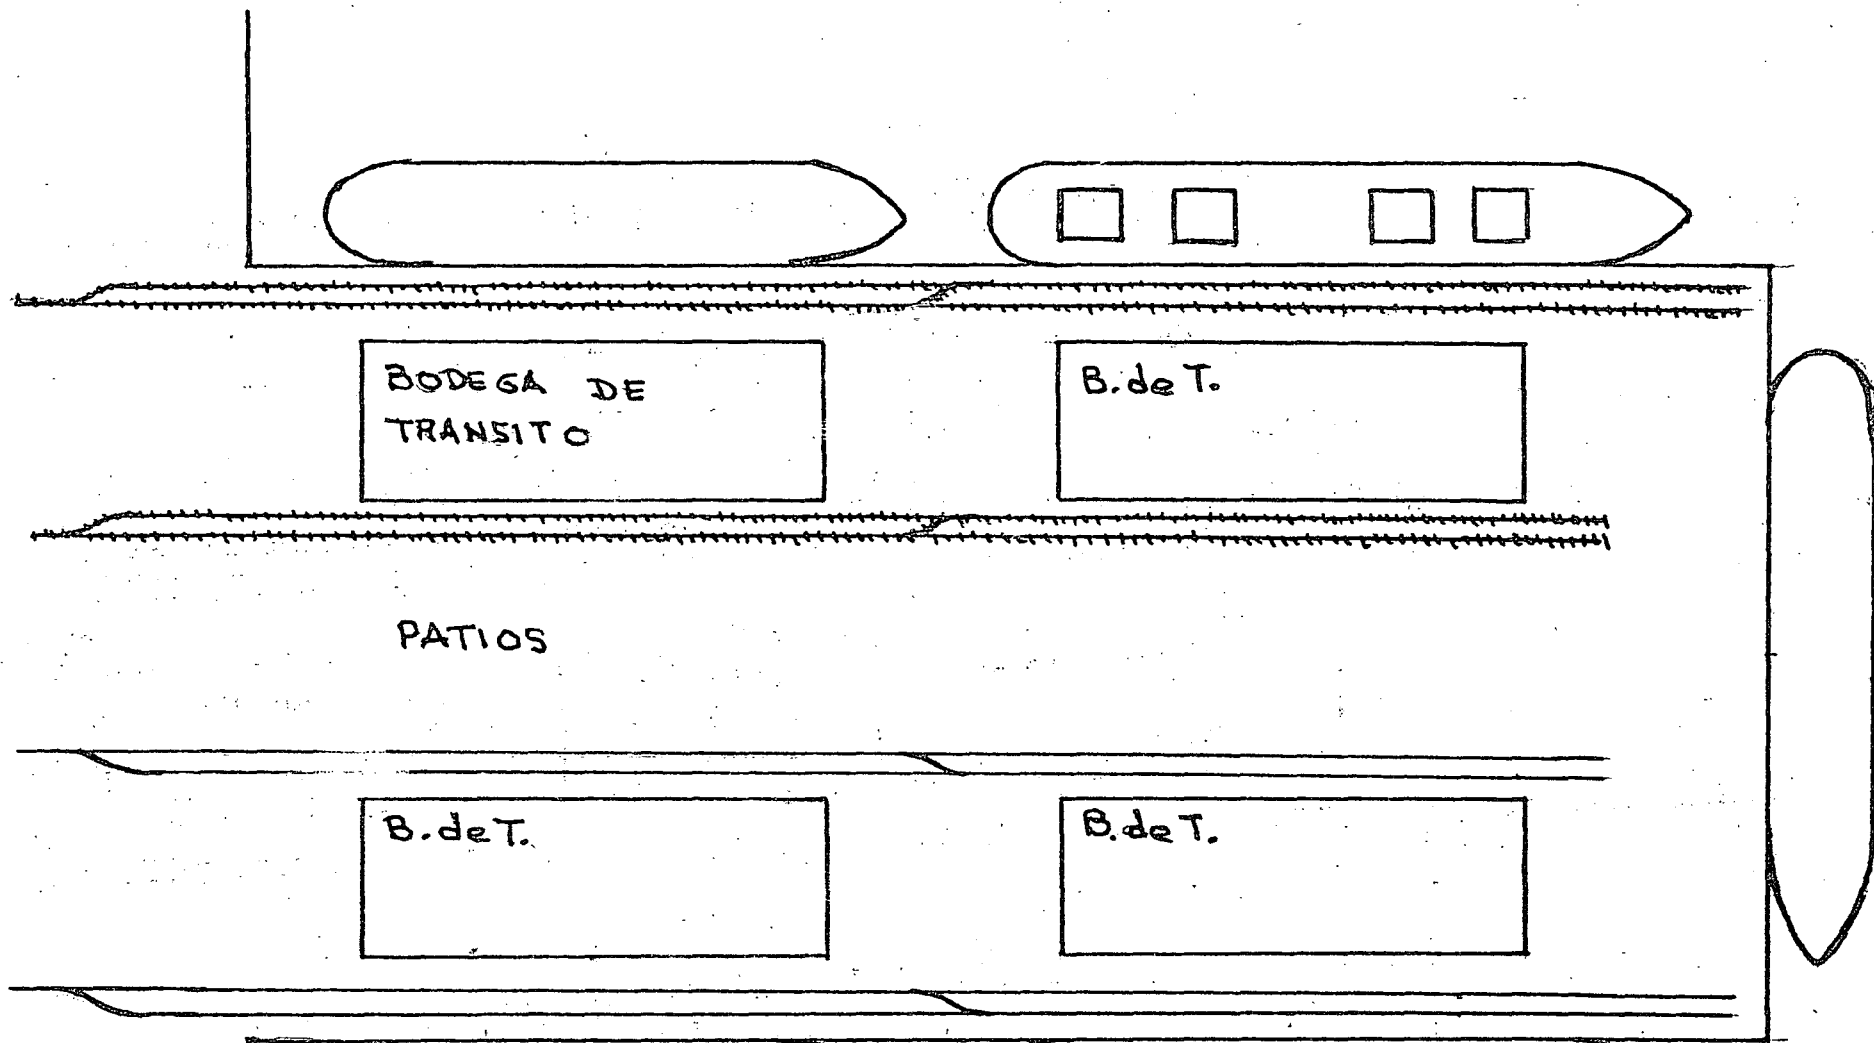 BODEGA DE
TRANSITO
B. de T.
PATIOS
B. de T.
B. de T.